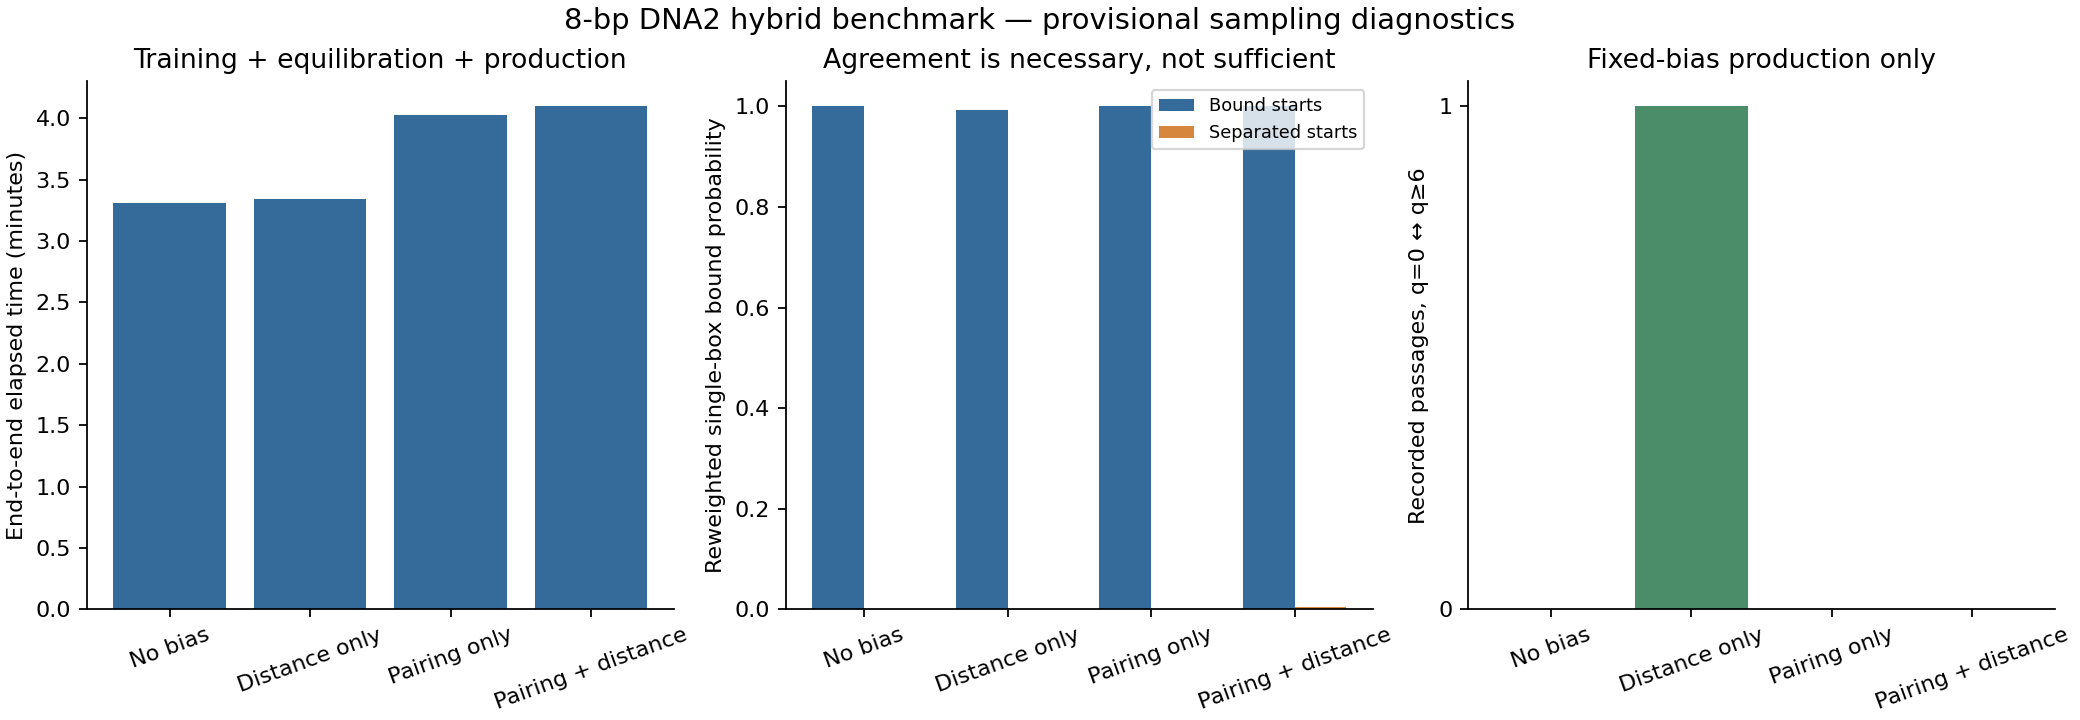 8-bp DNA2 hybrid benchmark — provisional sampling diagnostics
Training + equilibration + production
End-to-end elapsed time (minutes)
4.0
3.5
3.0
2.5
2.0
1.5
1.0
0.5
0.0
No bias
Distance only
Pairing only
Pairing + distance
Agreement is necessary, not sufficient
Reweighted single-box bound probability
1.0
0.8
0.6
0.4
0.2
0.0
Bound starts
Separated starts
No bias
Distance only
Pairing only
Pairing + distance
Fixed-bias production only
Recorded passages, q=0 ↔ q≥6
1
0
No bias
Distance only
Pairing only
Pairing + distance